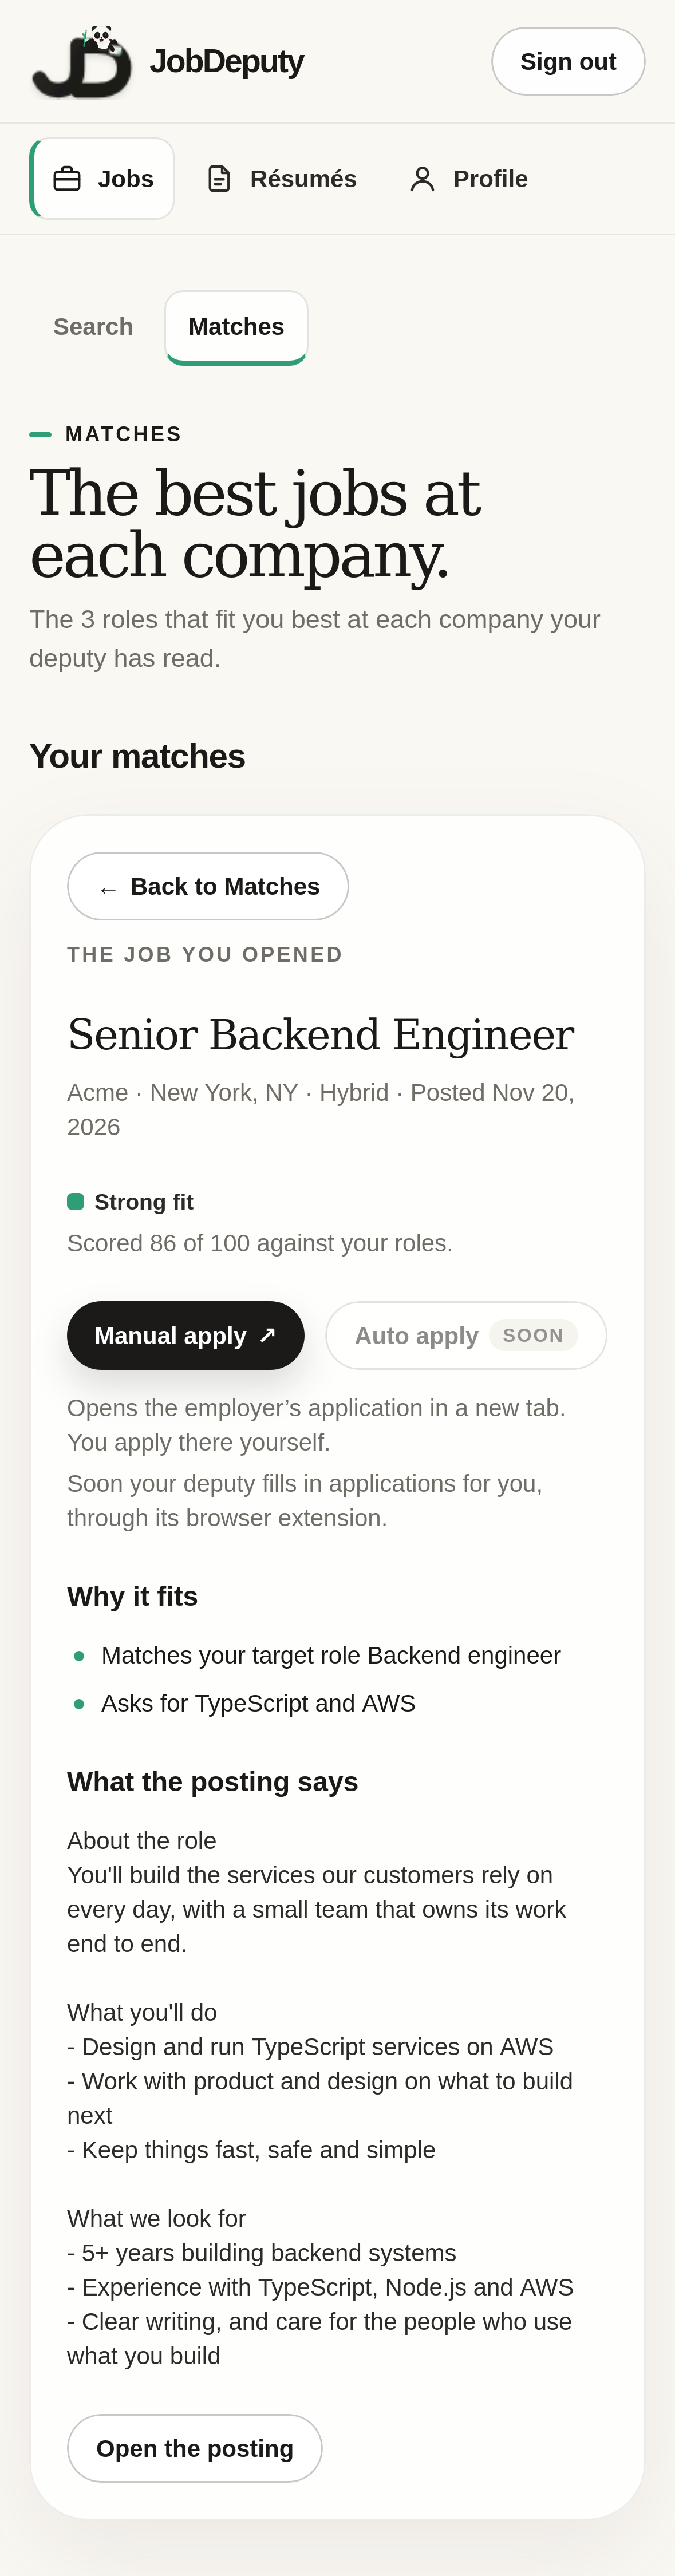 JD
JobDeputy
Sign out
Jobs
Résumés
Profile
Search
Matches
MATCHES
The best jobs at
each company.
The 3 roles that fit you best at each company your
deputy has read.
Your matches
← Back to Matches
THE JOB YOU OPENED
Senior Backend Engineer
Acme · New York, NY · Hybrid · Posted Nov 20,
2026
Strong fit
Scored 86 of 100 against your roles.
Manual apply ↗
Auto apply SOON
Opens the employer’s application in a new tab.
You apply there yourself.
Soon your deputy fills in applications for you,
through its browser extension.
Why it fits
Matches your target role Backend engineer
Asks for TypeScript and AWS
What the posting says
About the role
You'll build the services our customers rely on
every day, with a small team that owns its work
end to end.
What you'll do
- Design and run TypeScript services on AWS
- Work with product and design on what to build
next
- Keep things fast, safe and simple
What we look for
- 5+ years building backend systems
- Experience with TypeScript, Node.js and AWS
- Clear writing, and care for the people who use
what you build
Open the posting